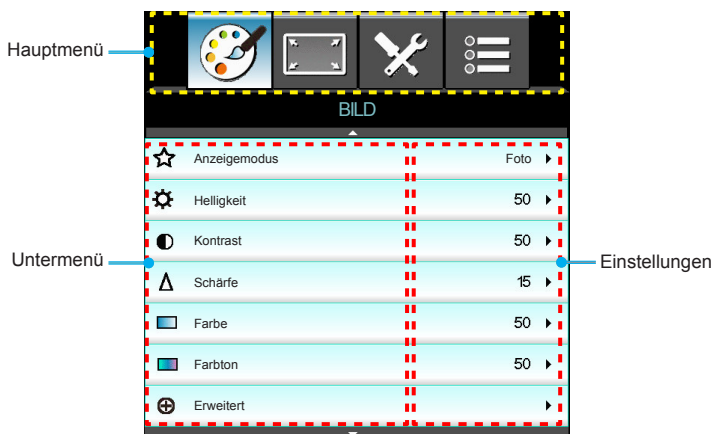 Hauptmenü
BILD
Anzeigemodus Foto
Helligkeit 50
Kontrast 50
Untermenü
Einstellungen
Schärfe 15
Farbe 50
Farbton 50
Erweitert